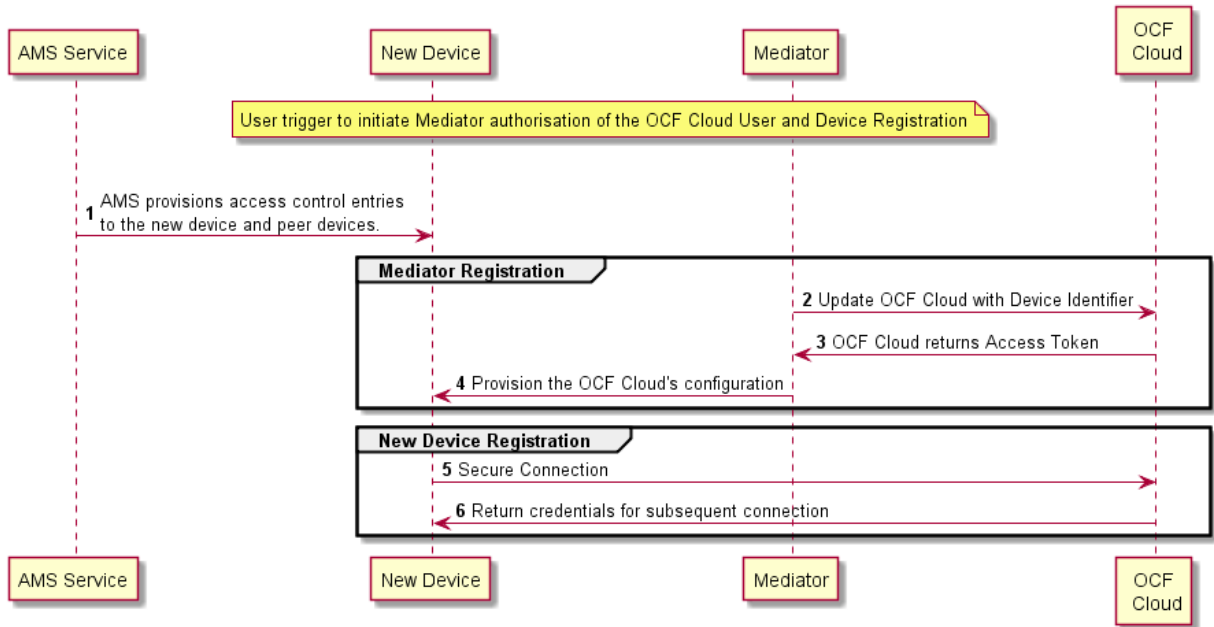 AMS Service
New Device
Mediator
OCF
Cloud
User trigger to initiate Mediator authorisation of the OCF Cloud User and Device Registration
1 AMS provisions access control entries
to the new device and peer devices.
Mediator Registration
2 Update OCF Cloud with Device Identifier
3 OCF Cloud returns Access Token
4 Provision the OCF Cloud's configuration
New Device Registration
5 Secure Connection
6 Return credentials for subsequent connection
AMS Service
New Device
Mediator
OCF
Cloud